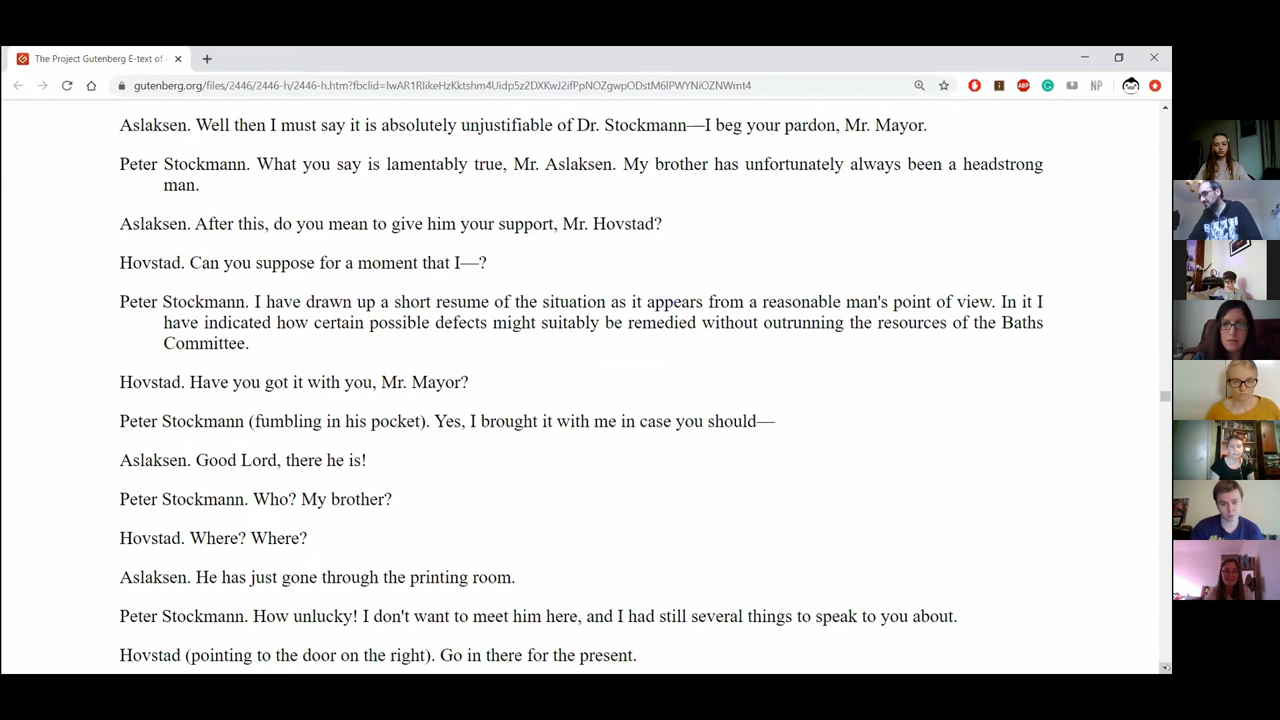 The Project Gutenberg E-text of
gutenberg.org/files/2446/2446-h/2446-h.htm?fbclid=IwAR1RIikeHzKktshm4Uidp5z2DXKwJ2ifPpNOZgwpODstM6lPWYNiOZNWmt4
ABP
NP
Aslaksen. Well then I must say it is absolutely unjustifiable of Dr. Stockmann—I beg your pardon, Mr. Mayor.
Peter Stockmann. What you say is lamentably true, Mr. Aslaksen. My brother has unfortunately always been a headstrong
man.
Aslaksen. After this, do you mean to give him your support, Mr. Hovstad?
Hovstad. Can you suppose for a moment that I—?
Peter Stockmann. I have drawn up a short resume of the situation as it appears from a reasonable man's point of view. In it I
have indicated how certain possible defects might suitably be remedied without outrunning the resources of the Baths
Committee.
Hovstad. Have you got it with you, Mr. Mayor?
Peter Stockmann (fumbling in his pocket). Yes, I brought it with me in case you should—
Aslaksen. Good Lord, there he is!
Peter Stockmann. Who? My brother?
Hovstad. Where? Where?
Aslaksen. He has just gone through the printing room.
Peter Stockmann. How unlucky! I don't want to meet him here, and I had still several things to speak to you about.
Hovstad (pointing to the door on the right). Go in there for the present.